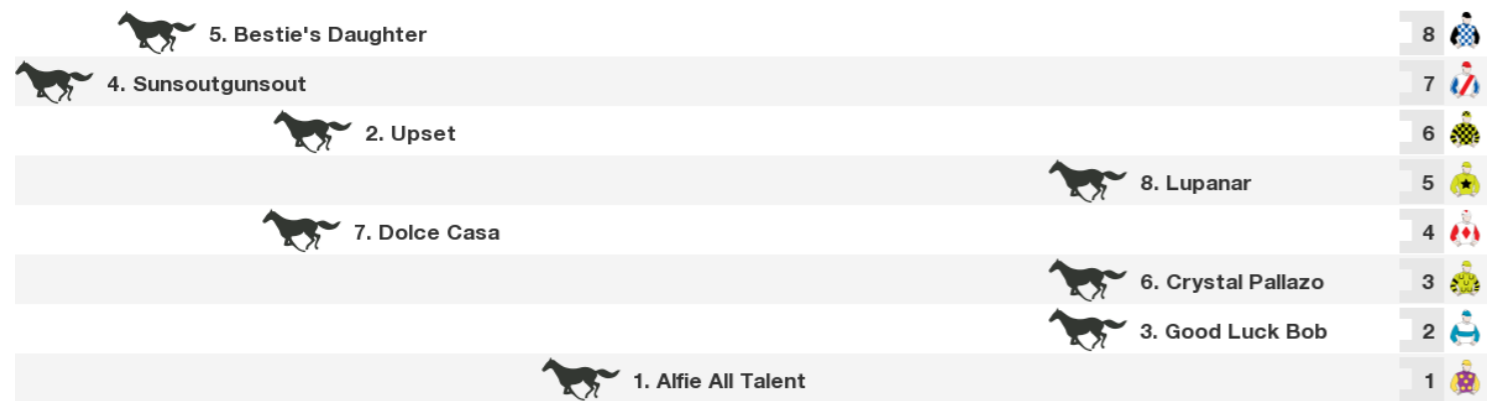 5. Bestie's Daughter 8
4. Sunsoutgunsout 7
2. Upset 6
8. Lupanar 5
7. Dolce Casa 4
6. Crystal Pallazo 3
3. Good Luck Bob 2
1. Alfie All Talent 1